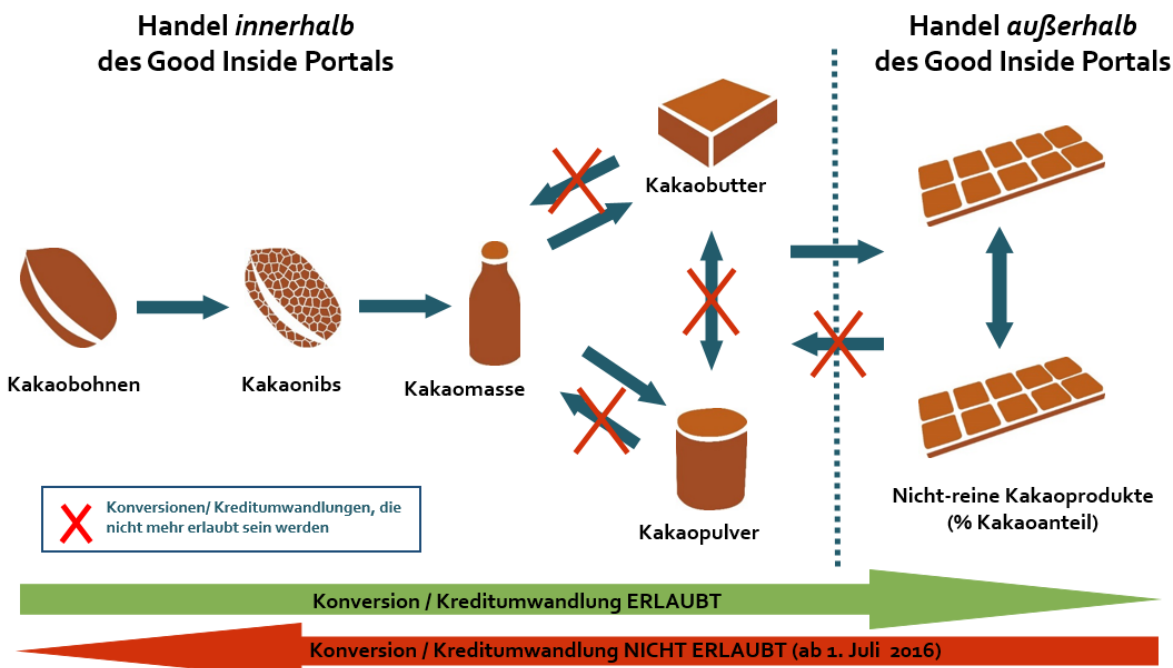 Handel innerhalb
des Good Inside Portals
Handel außerhalb
des Good Inside Portals
Kakaobutter
Kakaobohnen
Kakaonibs
Kakaomasse
Kakaopulver
Nicht-reine Kakaoprodukte
(% Kakaoanteil)
Konversionen/ Kreditumwandlungen, die
nicht mehr erlaubt sein werden
Konversion / Kreditumwandlung ERLAUBT
Konversion / Kreditumwandlung NICHT ERLAUBT (ab 1. Juli 2016)